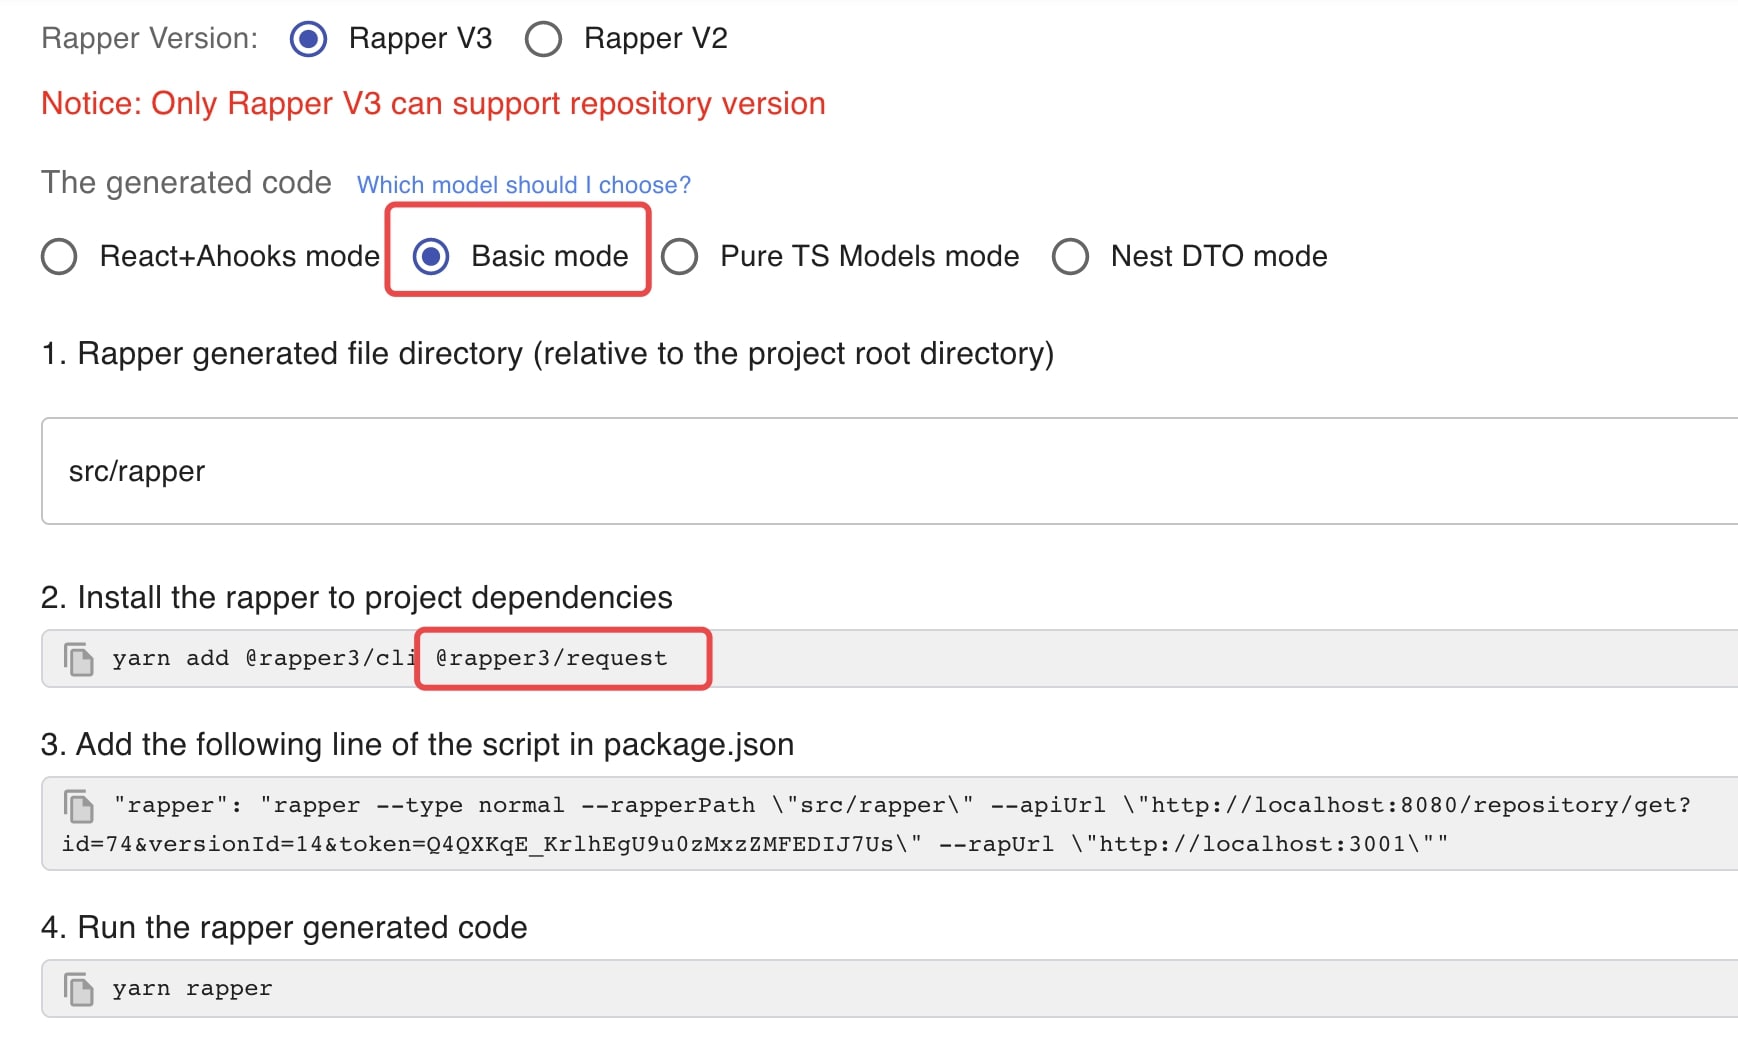 Rapper Version: Rapper V3 Rapper V2
Notice: Only Rapper V3 can support repository version
The generated code Which model should I choose?
React+Ahooks mode Basic mode Pure TS Models mode Nest DTO mode
1. Rapper generated file directory (relative to the project root directory)
src/rapper
2. Install the rapper to project dependencies
yarn add @rapper3/cli @rapper3/request
3. Add the following line of the script in package.json
"rapper": "rapper --type normal --rapperPath \"src/rapper\" --apiUrl \"http://localhost:8080/repository/get?
id=74&versionId=14&token=Q4QXKqE_KrlhEgU9u0zMxzZMFEDIJ7Us\" --rapUrl \"http://localhost:3001\""
4. Run the rapper generated code
yarn rapper